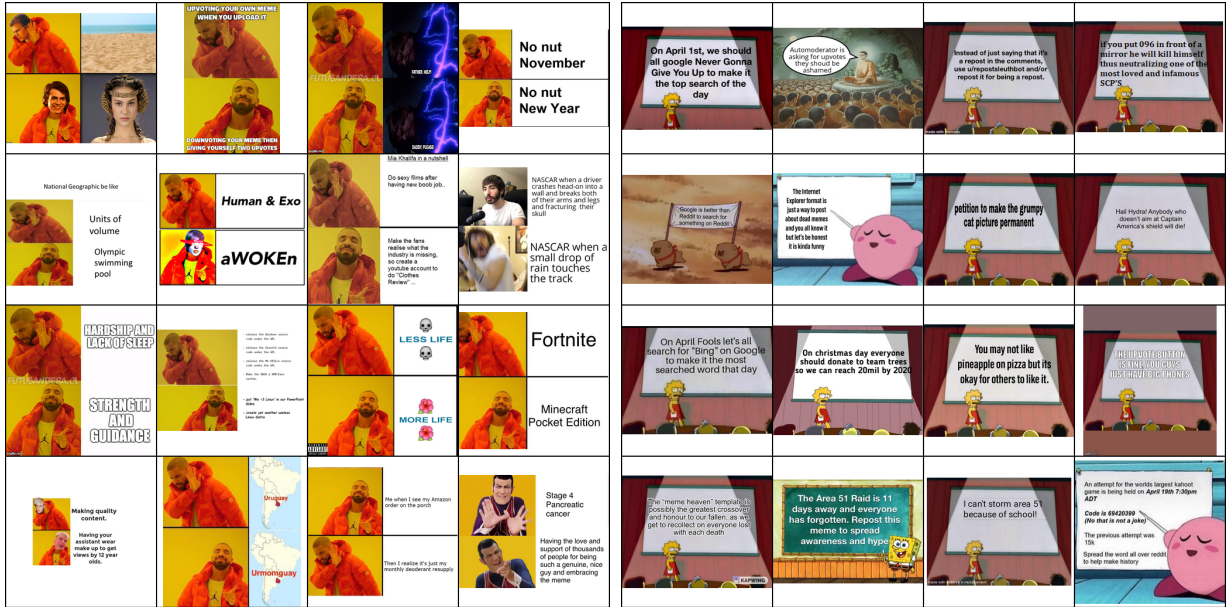 UPVOTING YOUR OWN MEME
WHEN YOU UPLOAD IT
DOWNVOTING YOUR MEME THEN
GIVING YOURSELF TWO UPVOTES
FATHER, HELP!
DADDY PLEASE
No nut
November
No nut
New Year
On April 1st, we should
all google Never Gonna
Give You Up to make it
the top search of the
day
Automoderator is
asking for upvotes
they should be
ashamed
Instead of just saying that it's
a repost in the comments,
use u/repostsleuthbot and/or
repost it for being a repost.
if you put 096 in front of a
mirror he will kill himself
thus neutralizing one of the
most loved and infamous
SCP'S
National Geographic be like
Units of
volume
Olympic
swimming
pool
Human & Exo
aWOKEn
Mia Khalifa in a nutshell
Do sexy films after
having new boob job..
Make the fans
realise what the
industry is missing,
so create a
youtube account to
do "Clothes
Review" ...
NASCAR when a driver
crashes head-on into a
wall and breaks both
of their arms and legs
and fracturing their
skull
NASCAR when a
small drop of
rain touches
the track
Google is better than
Reddit to search for
something on Reddit
The Internet
Explorer format is
just a way to post
about dead memes
and you all know it
but let's be honest
it is kinda funny
petition to make the grumpy
cat picture permanent
Hail Hydra! Anybody who
doesn't aim at Captain
America's shield will die!
HARDSHIP AND
LACK OF SLEEP
FUTUGANDERA.CL
STRENGTH
AND
GUIDANCE
- put "We <3 Linux" in our PowerPoint
slides
- create yet another useless
Linux distro
LESS LIFE
MORE LIFE
Fortnite
Minecraft
Pocket Edition
On April Fools let's all
search for "Bing" on Google
to make it the most
searched word that day
On christmas day everyone
should donate to team trees
so we can reach 20mil by 2020
You may not like
pineapple on pizza but its
okay for others to like it.
THE UPVOTE BUTTON
IS FINE, YOU GUYS
JUST HAVE BIG PHONES
Making quality
content.
Having your
assistant wear
make up to get
views by 12 year
olds.
Uruguay
Urmomguay
Me when I see my Amazon
order on the porch
Then I realize it's just my
monthly deoderant resupply
Stage 4
Pancreatic
cancer
Having the love and
support of thousands
of people for being
such a genuine, nice
guy and embracing
the meme
The "meme heaven" template is
possibly the greatest crossover
and honour to our fallen, as we
get to recollect on everyone lost
with each death
KAPWING
The Area 51 Raid is 11
days away and everyone
has forgotten. Repost this
meme to spread
awareness and hype
I can't storm area 51
because of school!
An attempt for the worlds largest kahoot
game is being held on April 19th 7:30pm
ADT
Code is 69420399
(No that is not a joke)
The previous attempt was
15k
Spread the word all over reddit
to help make history